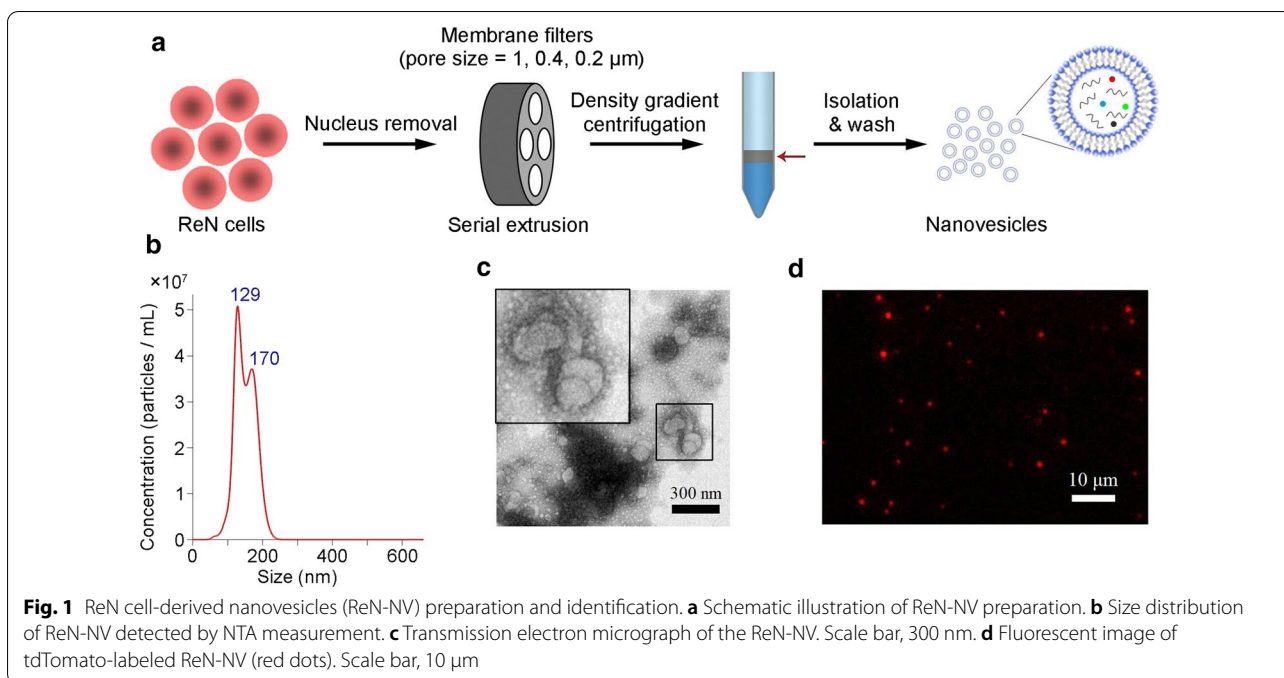 a
Membrane filters
(pore size = 1, 0.4, 0.2 µm)
Nucleus removal
Density gradient
centrifugation
Isolation
& wash
ReN cells
Serial extrusion
Nanovesicles
b
×10⁷
Concentration (particles / mL)
5
4
3
2
1
0
129
170
0 200 400 600
Size (nm)
c
300 nm
d
10 µm
Fig. 1 ReN cell-derived nanovesicles (ReN-NV) preparation and identification. a Schematic illustration of ReN-NV preparation. b Size distribution
of ReN-NV detected by NTA measurement. c Transmission electron micrograph of the ReN-NV. Scale bar, 300 nm. d Fluorescent image of
tdTomato-labeled ReN-NV (red dots). Scale bar, 10 µm